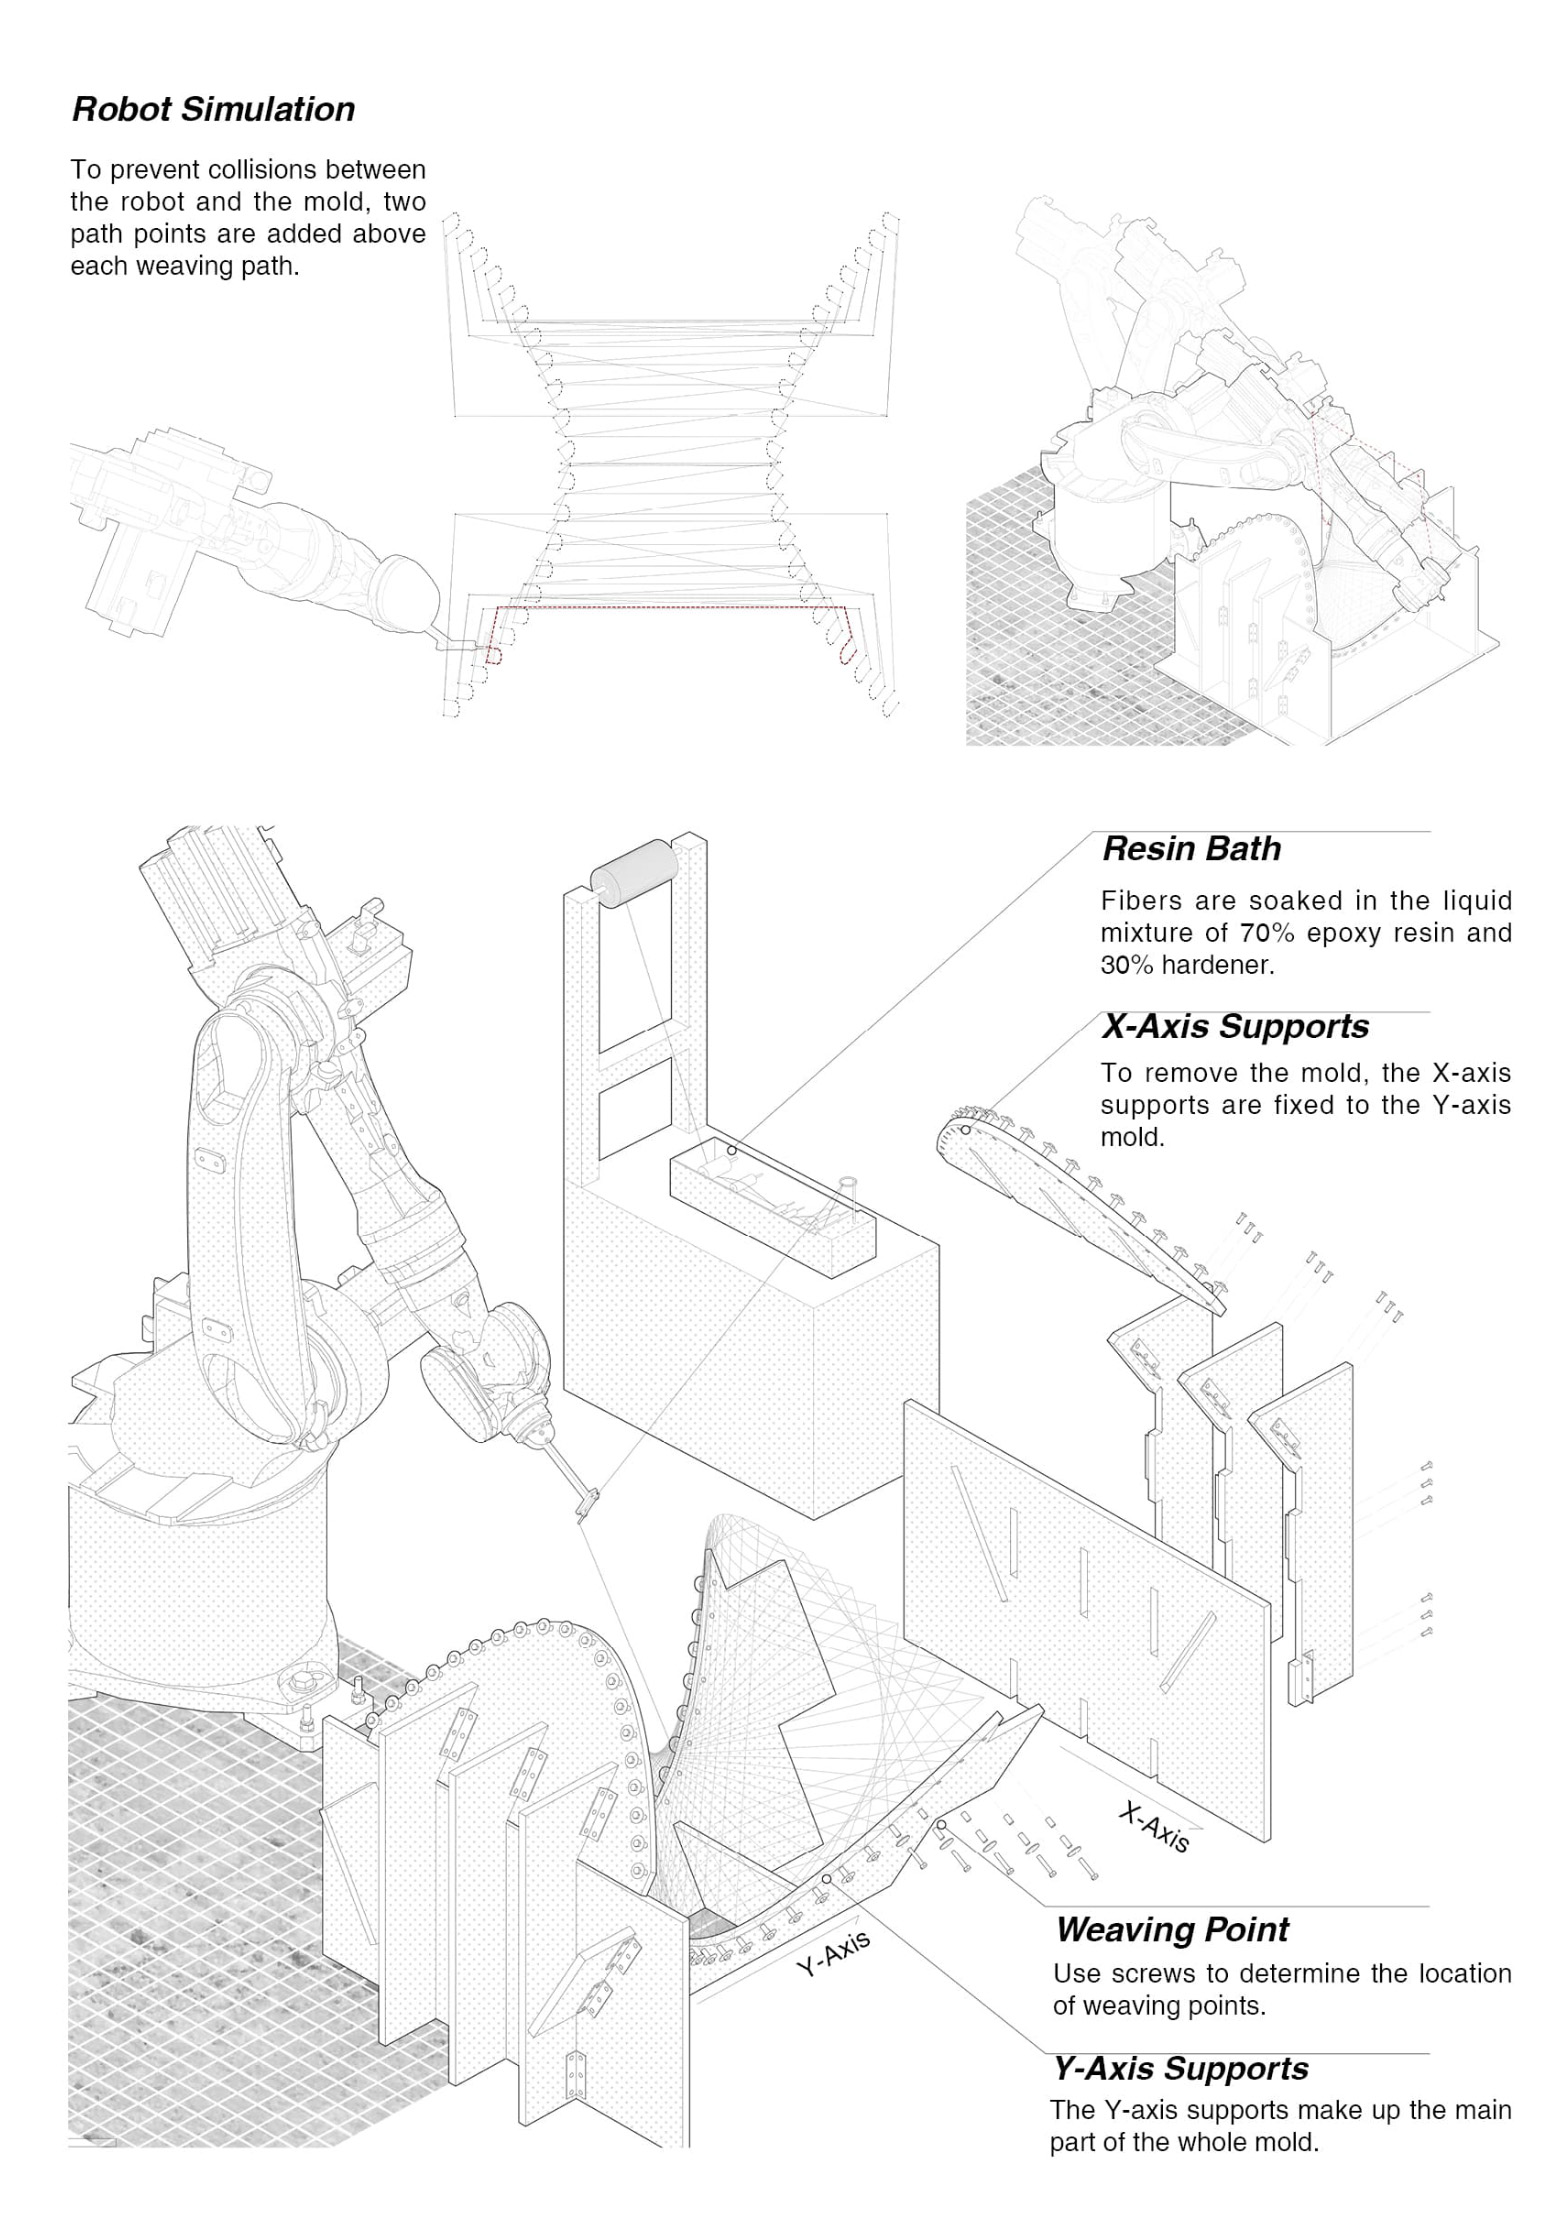 Robot Simulation
To prevent collisions between
the robot and the mold, two
path points are added above
each weaving path.
Resin Bath
Fibers are soaked in the liquid
mixture of 70% epoxy resin and
30% hardener.
X-Axis Supports
To remove the mold, the X-axis
supports are fixed to the Y-axis
mold.
X-Axis
Y-Axis
Weaving Point
Use screws to determine the location
of weaving points.
Y-Axis Supports
The Y-axis supports make up the main
part of the whole mold.